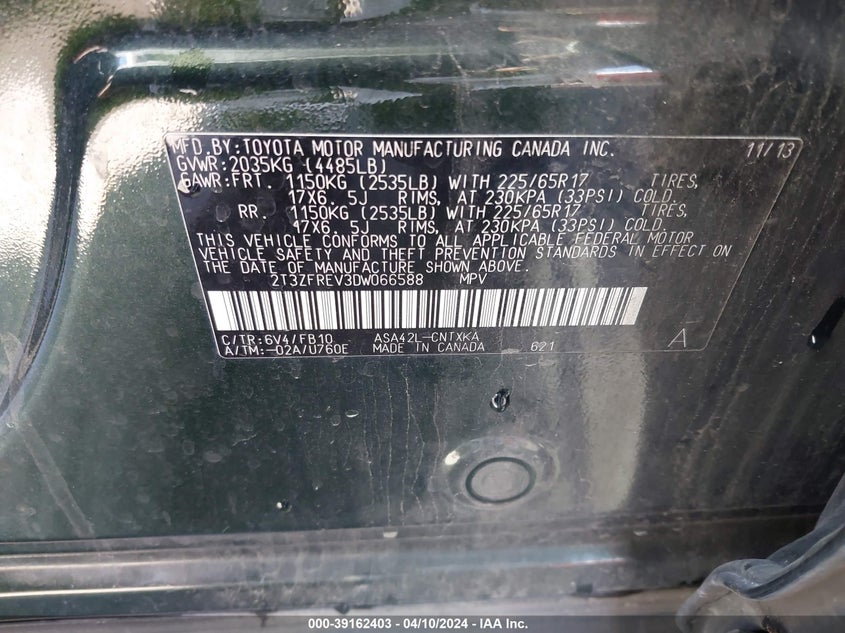 MFD. BY: TOYOTA MOTOR MANUFACTURING CANADA INC. 11/13
GVWR: 2035KG (4485LB)
GAWR: FRT. 1150KG (2535LB) WITH 225/65R17 TIRES,
17X6. 5J RIMS, AT 230KPA (33PSI) COLD.
RR. 1150KG (2535LB) WITH 225/65R17 TIRES,
17X6. 5J RIMS, AT 230KPA (33PSI) COLD.
THIS VEHICLE CONFORMS TO ALL APPLICABLE FEDERAL MOTOR
VEHICLE SAFETY AND THEFT PREVENTION STANDARDS IN EFFECT ON
THE DATE OF MANUFACTURE SHOWN ABOVE.
2T3ZFREV3DW066588 MPV
C/TR: 6V4/FB10 ASA42L-CNTXKA
A/TM: -02A/U760E MADE IN CANADA 621 A
000-39162403 - 04/10/2024 - IAA Inc.